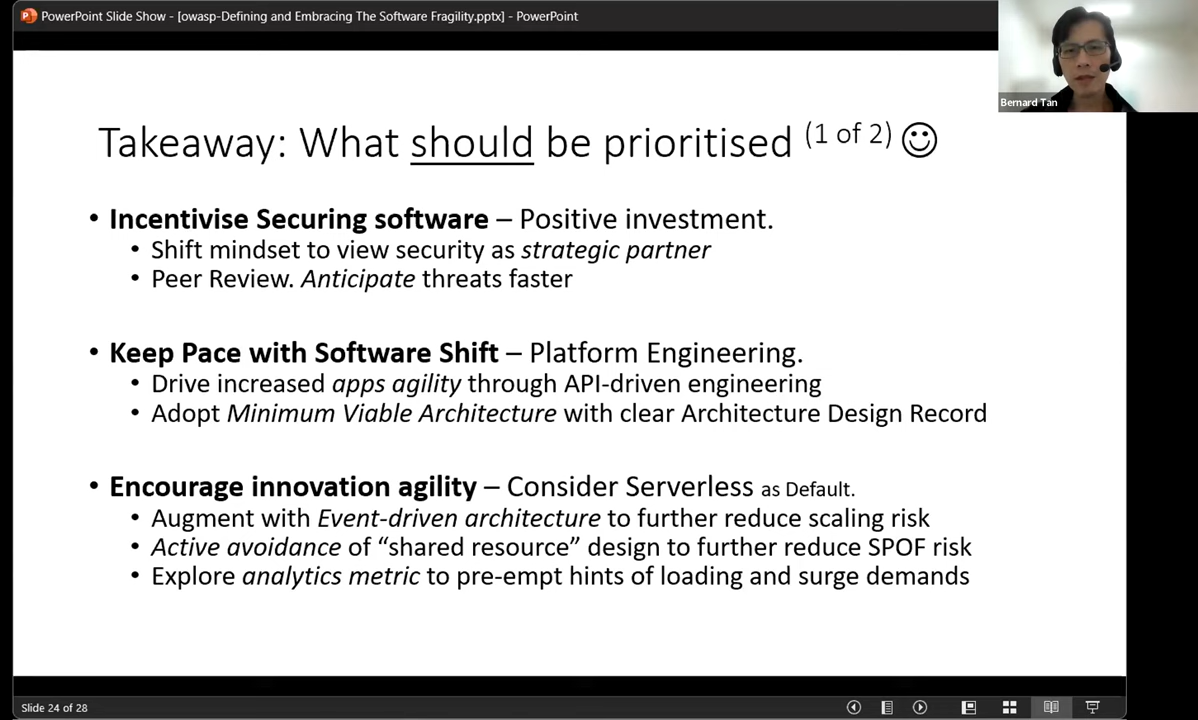 PowerPoint Slide Show - [owasp-Defining and Embracing The Software Fragility.pptx] - PowerPoint
Bernard Tan
Takeaway: What should be prioritised (1 of 2)
• Incentivise Securing software – Positive investment.
• Shift mindset to view security as strategic partner
• Peer Review. Anticipate threats faster
• Keep Pace with Software Shift – Platform Engineering.
• Drive increased apps agility through API-driven engineering
• Adopt Minimum Viable Architecture with clear Architecture Design Record
• Encourage innovation agility – Consider Serverless as Default.
• Augment with Event-driven architecture to further reduce scaling risk
• Active avoidance of “shared resource” design to further reduce SPOF risk
• Explore analytics metric to pre-empt hints of loading and surge demands
Slide 24 of 28